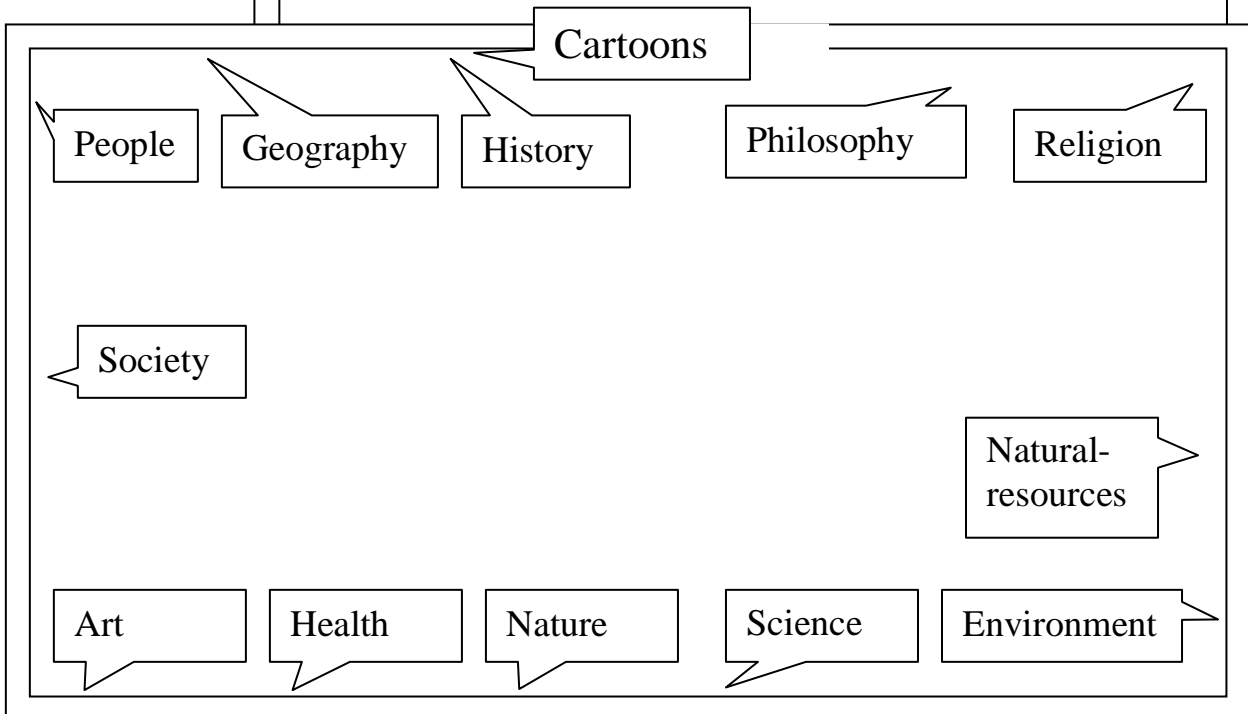 Cartoons
People
Geography
History
Philosophy
Religion
Society
Natural-
resources
Art
Health
Nature
Science
Environment